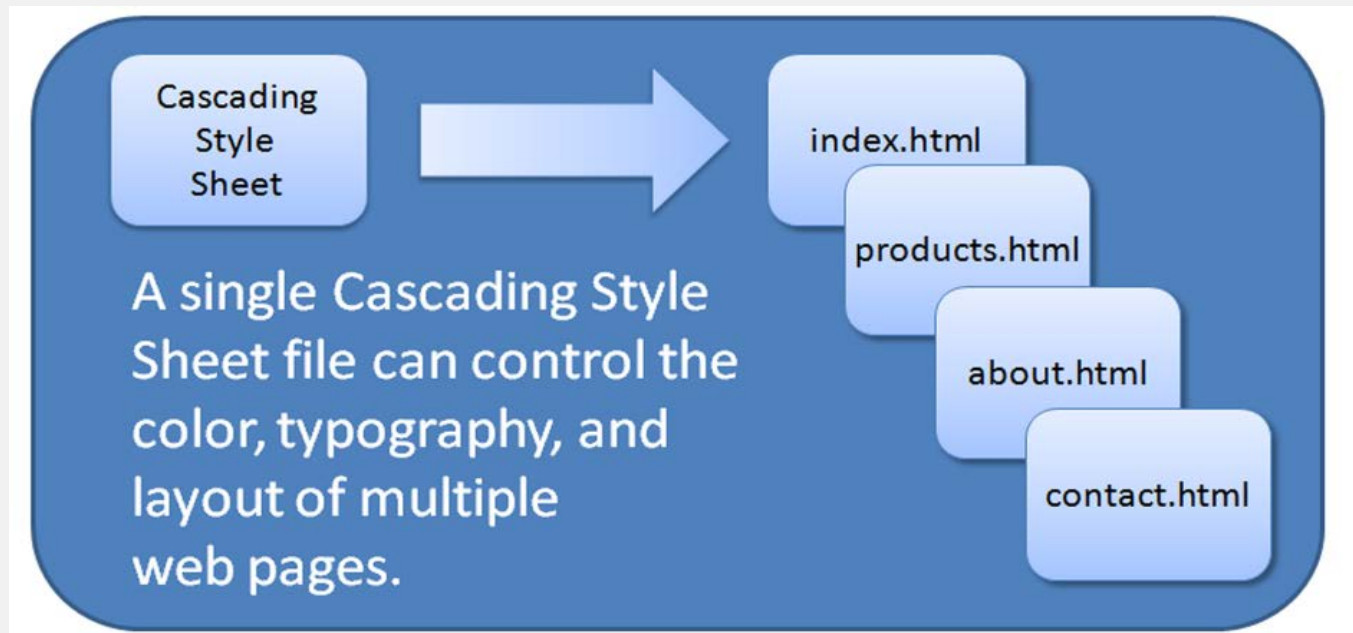 Cascading
Style
Sheet
index.html
products.html
about.html
contact.html
A single Cascading Style
Sheet file can control the
color, typography, and
layout of multiple
web pages.